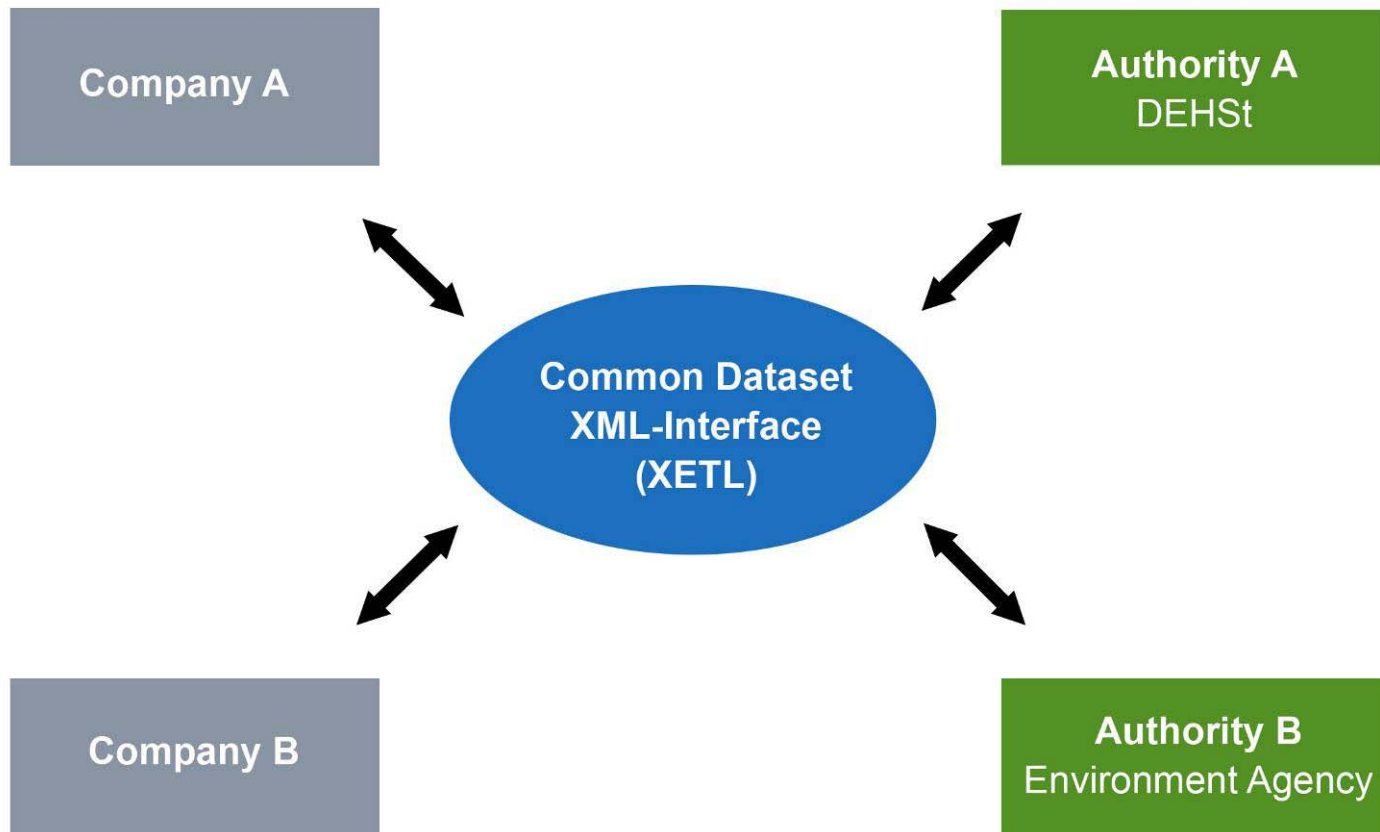 Company A
Authority A
DEHSt
Common Dataset
XML-Interface
(XETL)
Company B
Authority B
Environment Agency